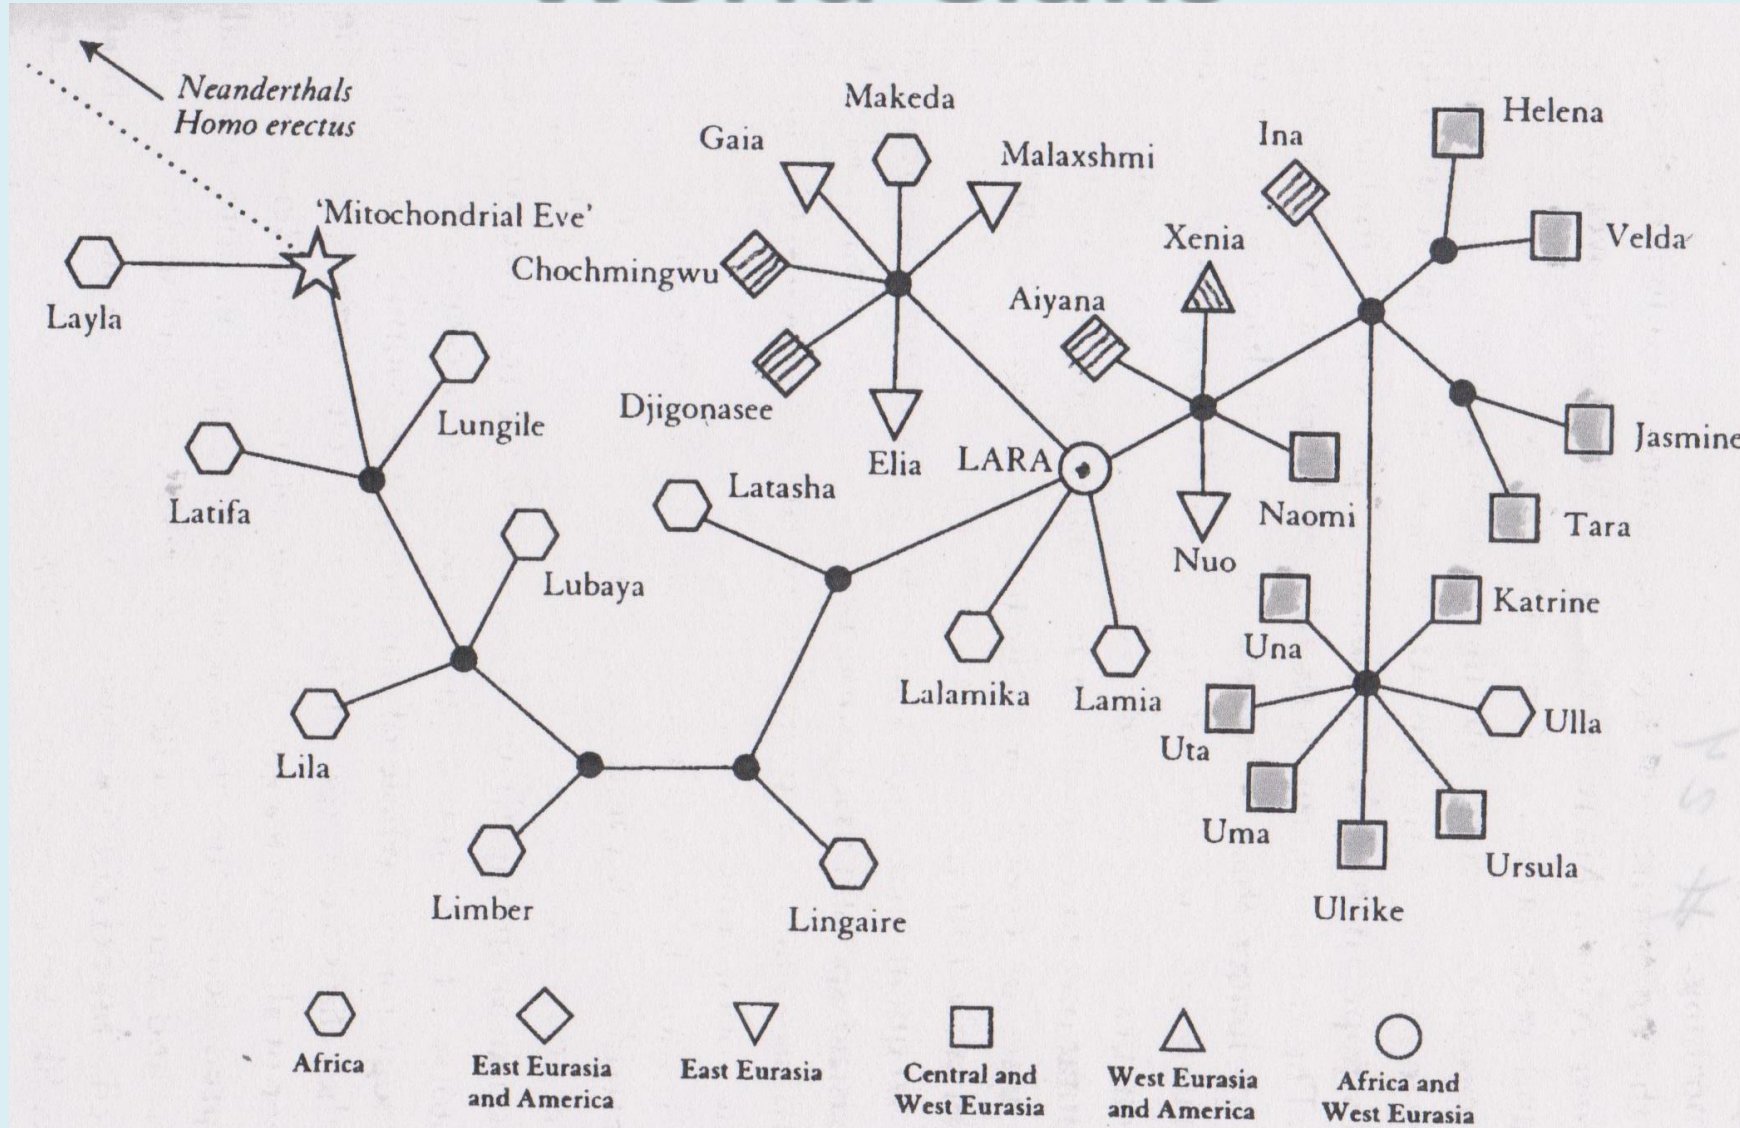 Neanderthals
Homo erectus
'Mitochondrial Eve'
Layla
Lungile
Latifa
Lubaya
Lila
Limber
Lingaire
Makeda
Gaia
Malaxshmi
Chochmingwu
Djigonasee
Elia
LARA
Latasha
Lalamika
Lamia
Aiyana
Xenia
Ina
Helena
Velda
Jasmine
Tara
Naomi
Nuo
Una
Katrine
Uta
Ulla
Uma
Ulrike
Ursula
Africa
East Eurasia
and America
East Eurasia
Central and
West Eurasia
West Eurasia
and America
Africa and
West Eurasia